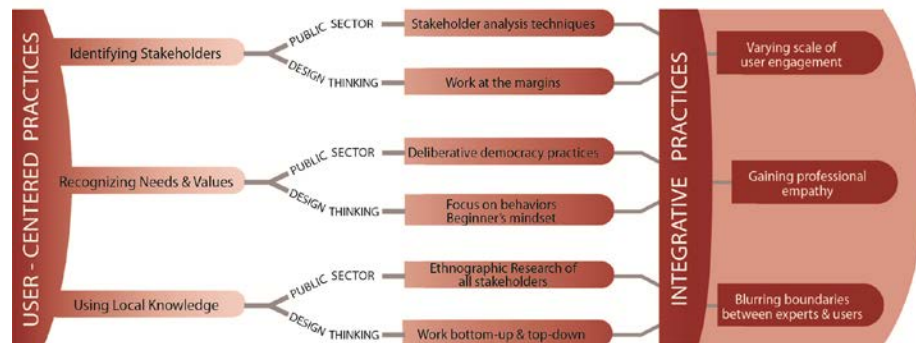 USER - CENTERED PRACTICES
Identifying Stakeholders
PUBLIC SECTOR
Stakeholder analysis techniques
DESIGN THINKING
Work at the margins
Recognizing Needs & Values
PUBLIC SECTOR
Deliberative democracy practices
DESIGN THINKING
Focus on behaviors
Beginner's mindset
Using Local Knowledge
PUBLIC SECTOR
Ethnographic Research of
all stakeholders
DESIGN THINKING
Work bottom-up & top-down
INTEGRATIVE PRACTICES
Varying scale of
user engagement
Gaining professional
empathy
Blurring boundaries
between experts & users